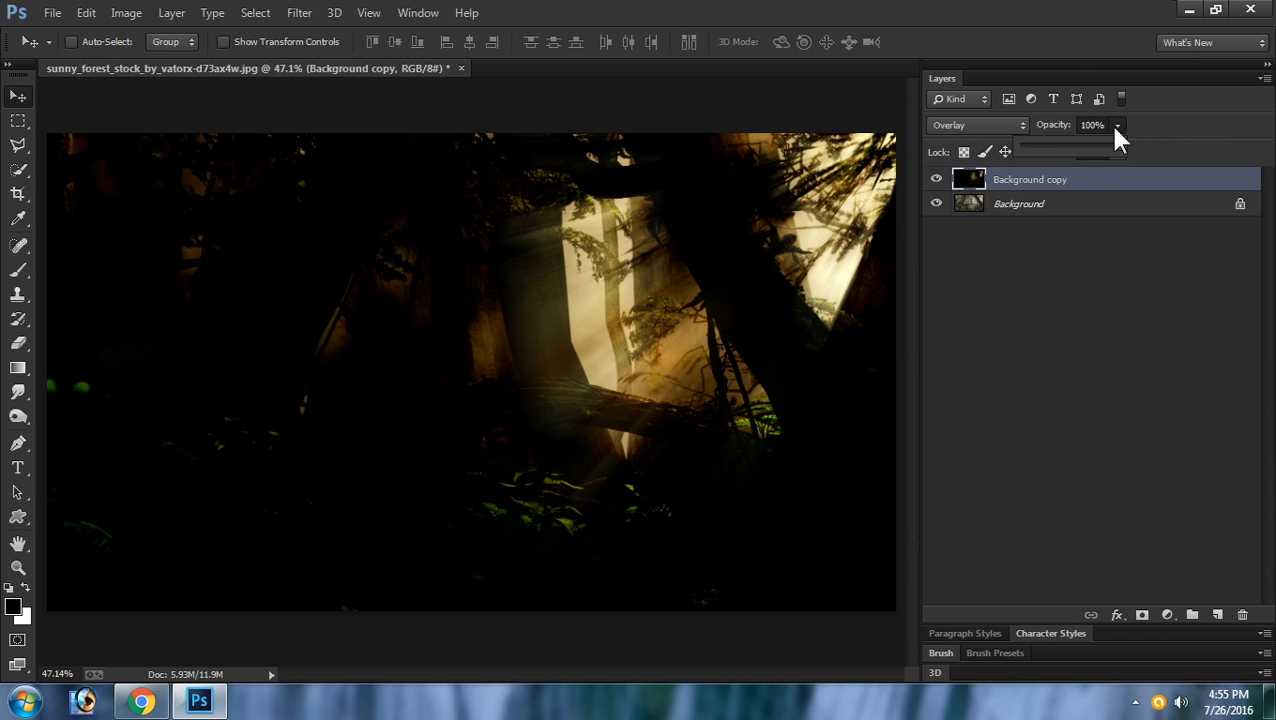 Ps File Edit Image Layer Type Select Filter 3D View Window Help
Auto-Select: Group Show Transform Controls 3D Mode: What's New
sunny_forest_stock_by_vatorx-d73ax4w.jpg @ 47.1% (Background copy, RGB/8#) * ×
Layers
Kind
Overlay Opacity: 100%
Lock:
Background copy
Background
fx
Paragraph Styles Character Styles
Brush Brush Presets
3D
47.14% Doc: 5.93M/11.9M
Ps
4:55 PM
7/26/2016